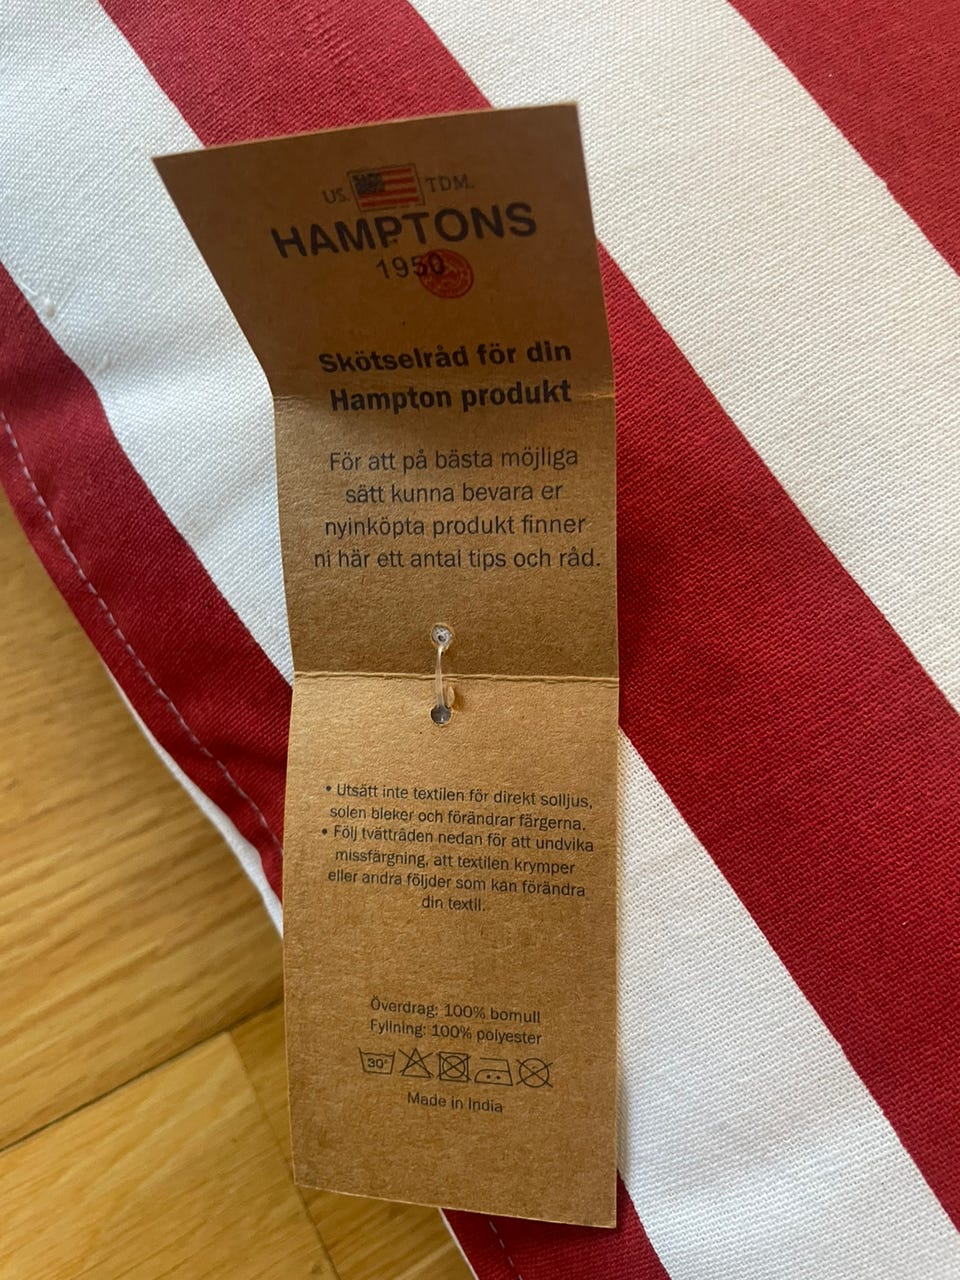 US. TDM.
HAMPTONS
1950
Skötselråd för din
Hampton produkt
För att på bästa möjliga
sätt kunna bevara er
nyinköpta produkt finner
ni här ett antal tips och råd.
• Utsätt inte textilen för direkt solljus,
solen bleker och förändrar färgerna.
• Följ tvättråden nedan för att undvika
missfärgning, att textilen krymper
eller andra följder som kan förändra
din textil.
Överdrag: 100% bomull
Fyllning: 100% polyester
30°
Made in India